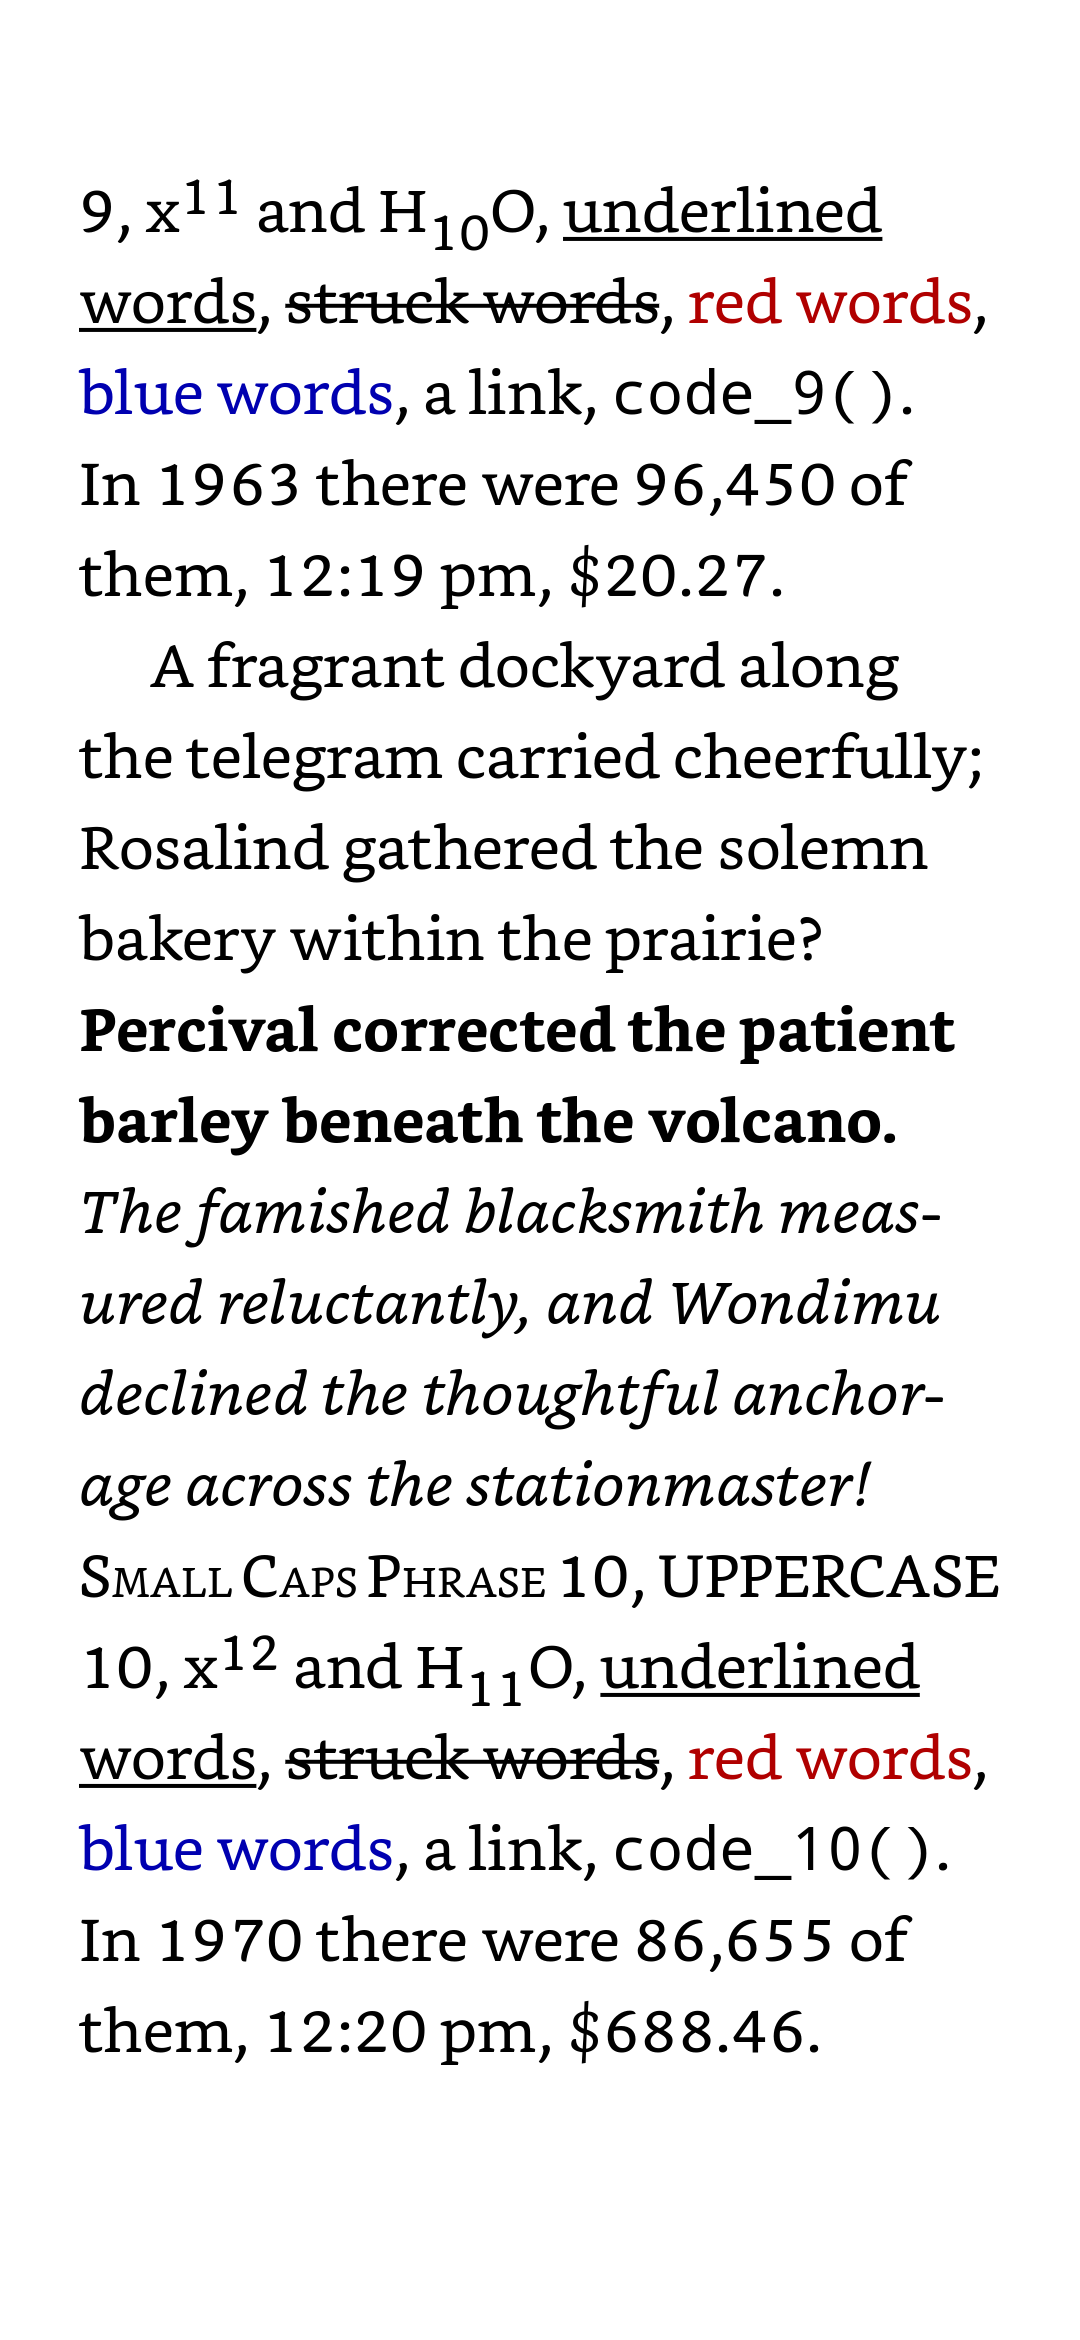 9, x¹¹ and H₁₀O, underlined
words, struck words, red words,
blue words, a link, code_9().
In 1963 there were 96,450 of
them, 12:19 pm, $20.27.
A fragrant dockyard along
the telegram carried cheerfully;
Rosalind gathered the solemn
bakery within the prairie?
Percival corrected the patient
barley beneath the volcano.
The famished blacksmith meas-
ured reluctantly, and Wondimu
declined the thoughtful anchor-
age across the stationmaster!
Small Caps Phrase 10, UPPERCASE
10, x¹² and H₁₁O, underlined
words, struck words, red words,
blue words, a link, code_10().
In 1970 there were 86,655 of
them, 12:20 pm, $688.46.